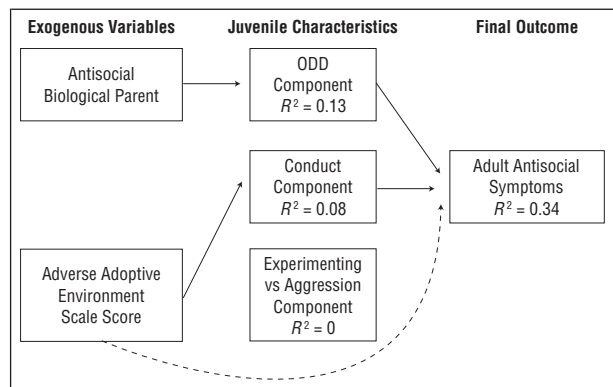 Exogenous Variables
Juvenile Characteristics
Final Outcome
Antisocial
Biological Parent
ODD
Component
R² = 0.13
Conduct
Component
R² = 0.08
Adult Antisocial
Symptoms
R² = 0.34
Adverse Adoptive
Environment
Scale Score
Experimenting
vs Aggression
Component
R² = 0